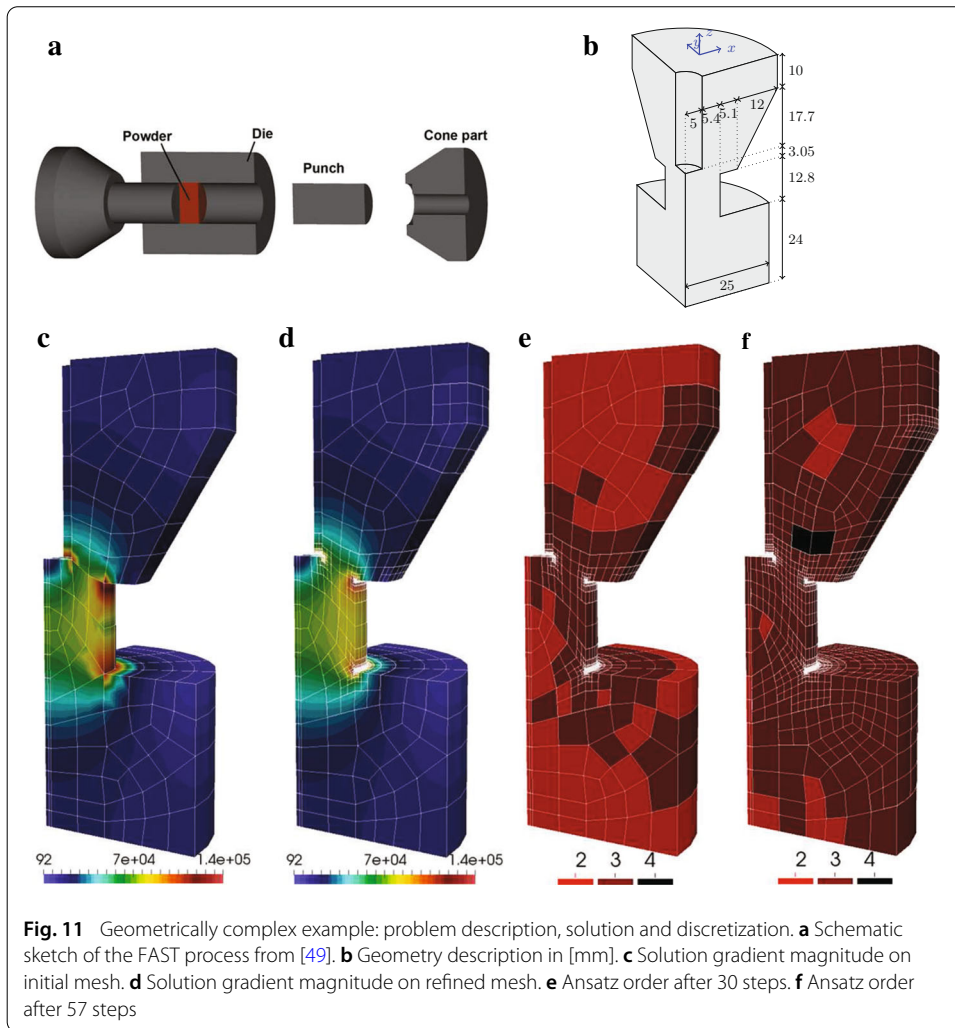 a
Powder
Die
Punch
Cone part
b
z
y
x
10
12
5.1
5.4
5
17.7
3.05
12.8
24
25
c
d
e
f
92 7e+04 1.4e+05
92 7e+04 1.4e+05
2 3 4
2 3 4
Fig. 11 Geometrically complex example: problem description, solution and discretization. a Schematic
sketch of the FAST process from [49]. b Geometry description in [mm]. c Solution gradient magnitude on
initial mesh. d Solution gradient magnitude on refined mesh. e Ansatz order after 30 steps. f Ansatz order
after 57 steps